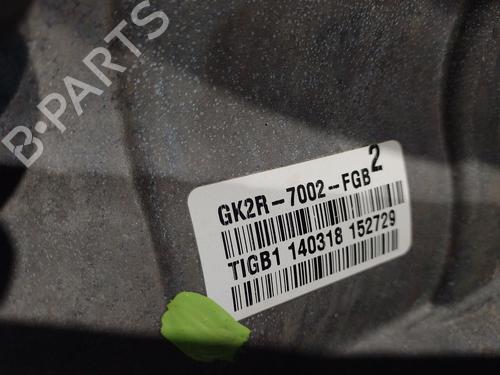 B-PARTS
2
GK2R-7002-FGB
TIGB1 140318 152729